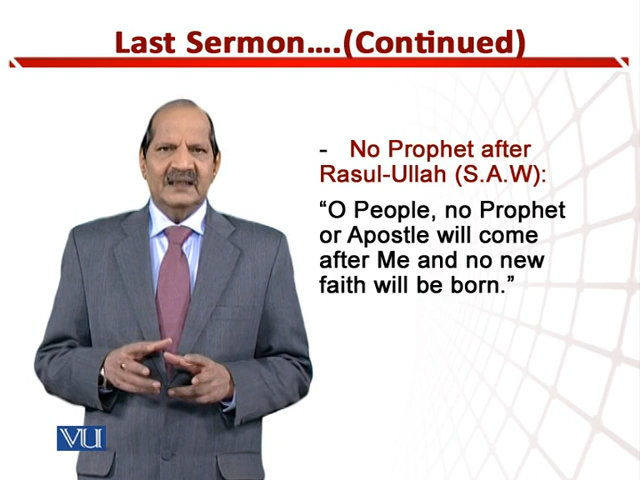 Last Sermon....(Continued)
- No Prophet after
Rasul-Ullah (S.A.W):
“O People, no Prophet
or Apostle will come
after Me and no new
faith will be born.”
VU